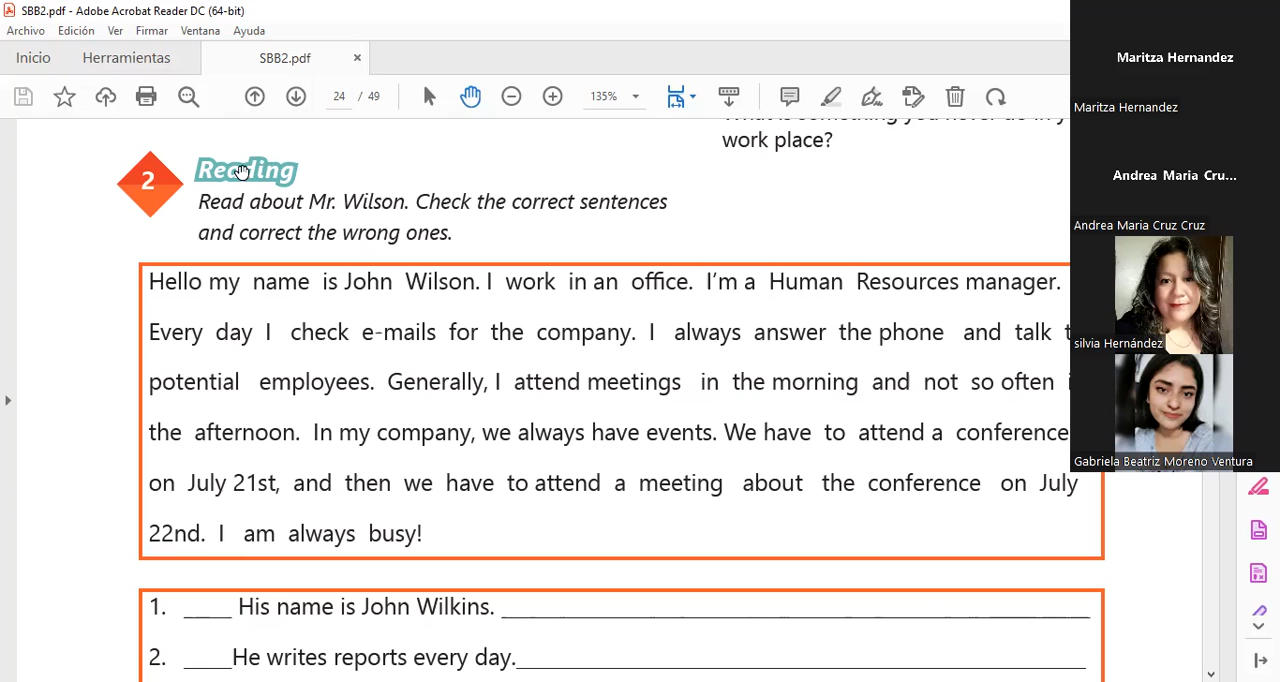 SBB2.pdf - Adobe Acrobat Reader DC (64-bit)
Archivo Edición Ver Firmar Ventana Ayuda
Inicio Herramientas SBB2.pdf ×
24 / 49 135%
work place?
2 Reading
Read about Mr. Wilson. Check the correct sentences
and correct the wrong ones.
Hello my name is John Wilson. I work in an office. I'm a Human Resources manager.
Every day I check e-mails for the company. I always answer the phone and talk
potential employees. Generally, I attend meetings in the morning and not so often
the afternoon. In my company, we always have events. We have to attend a conference
on July 21st, and then we have to attend a meeting about the conference on July
22nd. I am always busy!
1. ____ His name is John Wilkins. ____
2. ____He writes reports every day.____
Maritza Hernandez
Maritza Hernandez
Andrea Maria Cru...
Andrea Maria Cruz Cruz
silvia Hernández
Gabriela Beatriz Moreno Ventura